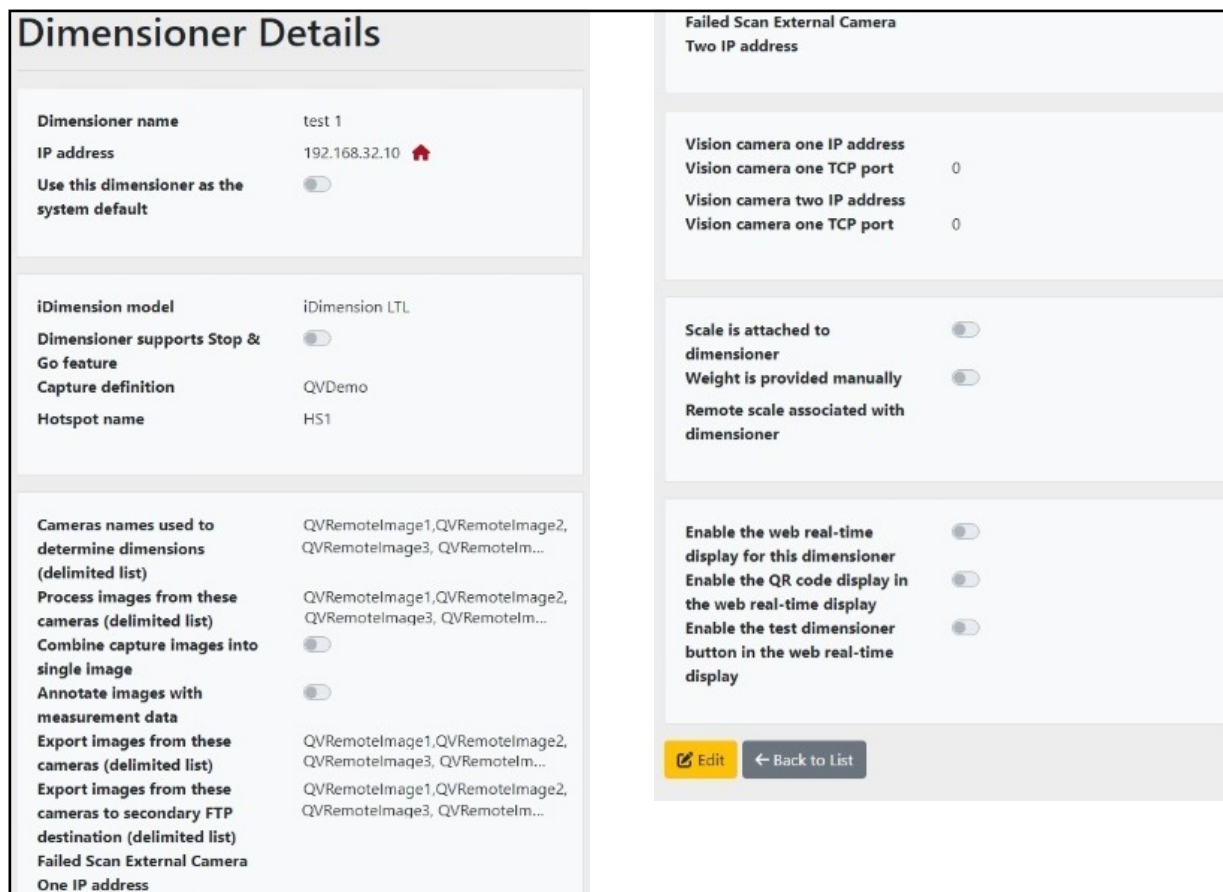 Dimensioner Details
Dimensioner name test 1
IP address 192.168.32.10
Use this dimensioner as the
system default
iDimension model iDimension LTL
Dimensioner supports Stop &
Go feature
Capture definition QVDemo
Hotspot name HS1
Cameras names used to QVRemoteImage1,QVRemoteImage2,
determine dimensions QVRemoteImage3, QVRemoteIm...
(delimited list)
Process images from these QVRemoteImage1,QVRemoteImage2,
cameras (delimited list) QVRemoteImage3, QVRemoteIm...
Combine capture images into
single image
Annotate images with
measurement data
Export images from these QVRemoteImage1,QVRemoteImage2,
cameras (delimited list) QVRemoteImage3, QVRemoteIm...
Export images from these QVRemoteImage1,QVRemoteImage2,
cameras to secondary FTP QVRemoteImage3, QVRemoteIm...
destination (delimited list)
Failed Scan External Camera
One IP address
Failed Scan External Camera
Two IP address
Vision camera one IP address
Vision camera one TCP port 0
Vision camera two IP address
Vision camera one TCP port 0
Scale is attached to
dimensioner
Weight is provided manually
Remote scale associated with
dimensioner
Enable the web real-time
display for this dimensioner
Enable the QR code display in
the web real-time display
Enable the test dimensioner
button in the web real-time
display
Edit
← Back to List